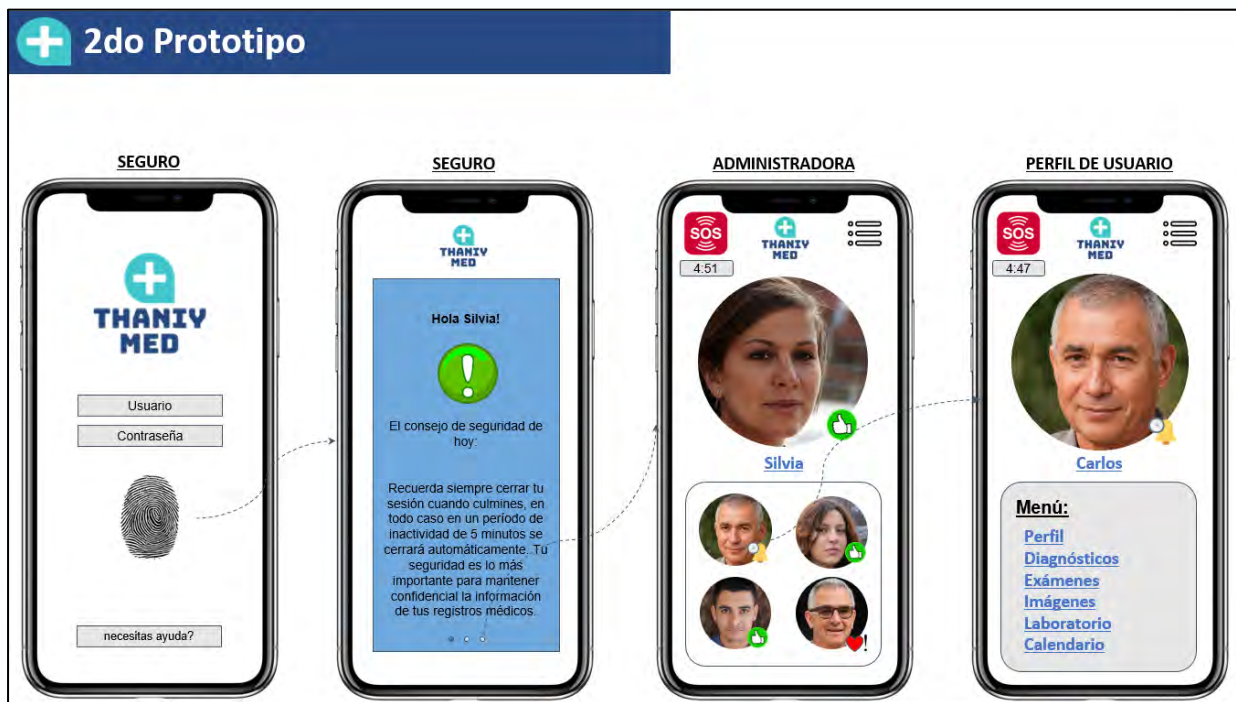 2do Prototipo
SEGURO
THANIY
MED
Usuario
Contraseña
necesitas ayuda?
SEGURO
THANIY
MED
Hola Silvia!
El consejo de seguridad de
hoy:
Recuerda siempre cerrar tu
sesión cuando culmines, en
todo caso en un período de
inactividad de 5 minutos se
cerrará automáticamente. Tu
seguridad es lo más
importante para mantener
confidencial la información
de tus registros médicos.
ADMINISTRADORA
SOS
THANIY
MED
4:51
Silvia
PERFIL DE USUARIO
SOS
THANIY
MED
4:47
Carlos
Menú:
Perfil
Diagnósticos
Exámenes
Imágenes
Laboratorio
Calendario